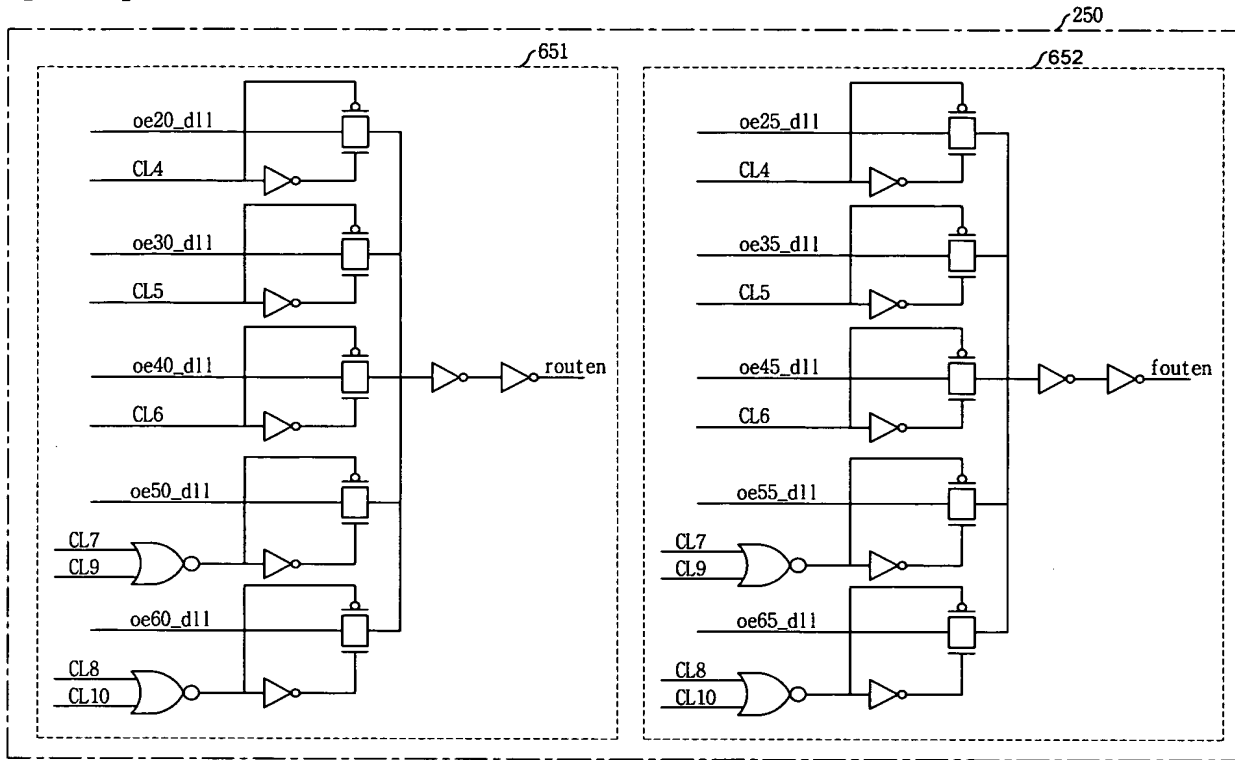 250
651
oe20_dll
CL4
oe30_dll
CL5
oe40_dll
CL6
routen
oe50_dll
CL7
CL9
oe60_dll
CL8
CL10
652
oe25_dll
CL4
oe35_dll
CL5
oe45_dll
CL6
fouten
oe55_dll
CL7
CL9
oe65_dll
CL8
CL10